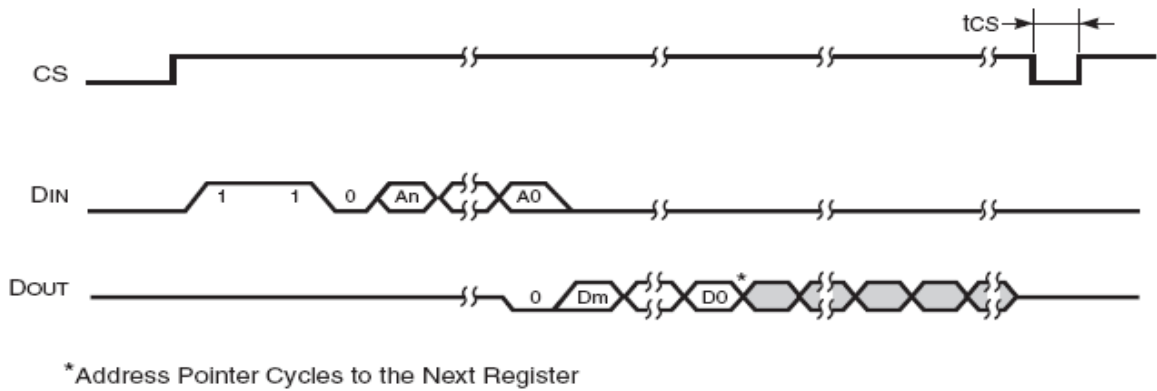 tCS
CS
DIN
1 1 0 An A0
DOUT
0 Dm D0 *
*Address Pointer Cycles to the Next Register